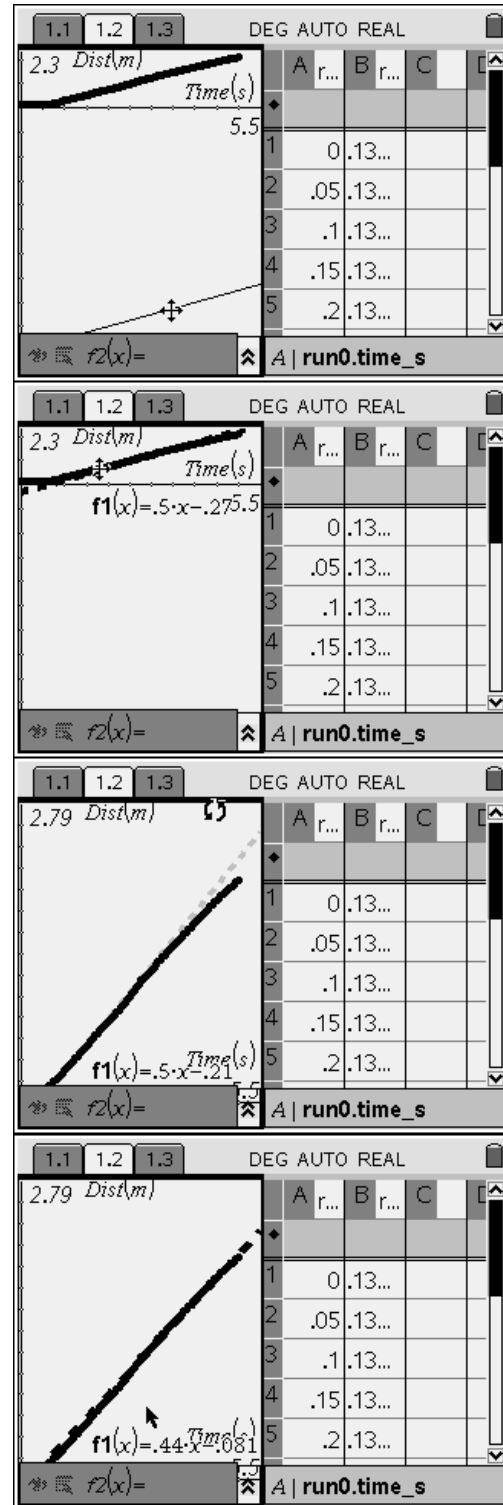 1.1 1.2 1.3 DEG AUTO REAL
2.3 Dist(m)
Time(s)
5.5
A r... B r... C D
1 0 .13...
2 .05 .13...
3 .1 .13...
4 .15 .13...
5 .2 .13...
f2(x)=
A | run0.time_s
1.1 1.2 1.3 DEG AUTO REAL
2.3 Dist(m)
Time(s)
f1(x)=.5·x-.27 5.5
A r... B r... C D
1 0 .13...
2 .05 .13...
3 .1 .13...
4 .15 .13...
5 .2 .13...
f2(x)=
A | run0.time_s
1.1 1.2 1.3 DEG AUTO REAL
2.79 Dist(m)
Time(s)
f1(x)=.5·x-.21
5.5
A r... B r... C D
1 0 .13...
2 .05 .13...
3 .1 .13...
4 .15 .13...
5 .2 .13...
f2(x)=
A | run0.time_s
1.1 1.2 1.3 DEG AUTO REAL
2.79 Dist(m)
f1(x)=.44·x-.081
5.5
A r... B r... C D
1 0 .13...
2 .05 .13...
3 .1 .13...
4 .15 .13...
5 .2 .13...
f2(x)=
A | run0.time_s